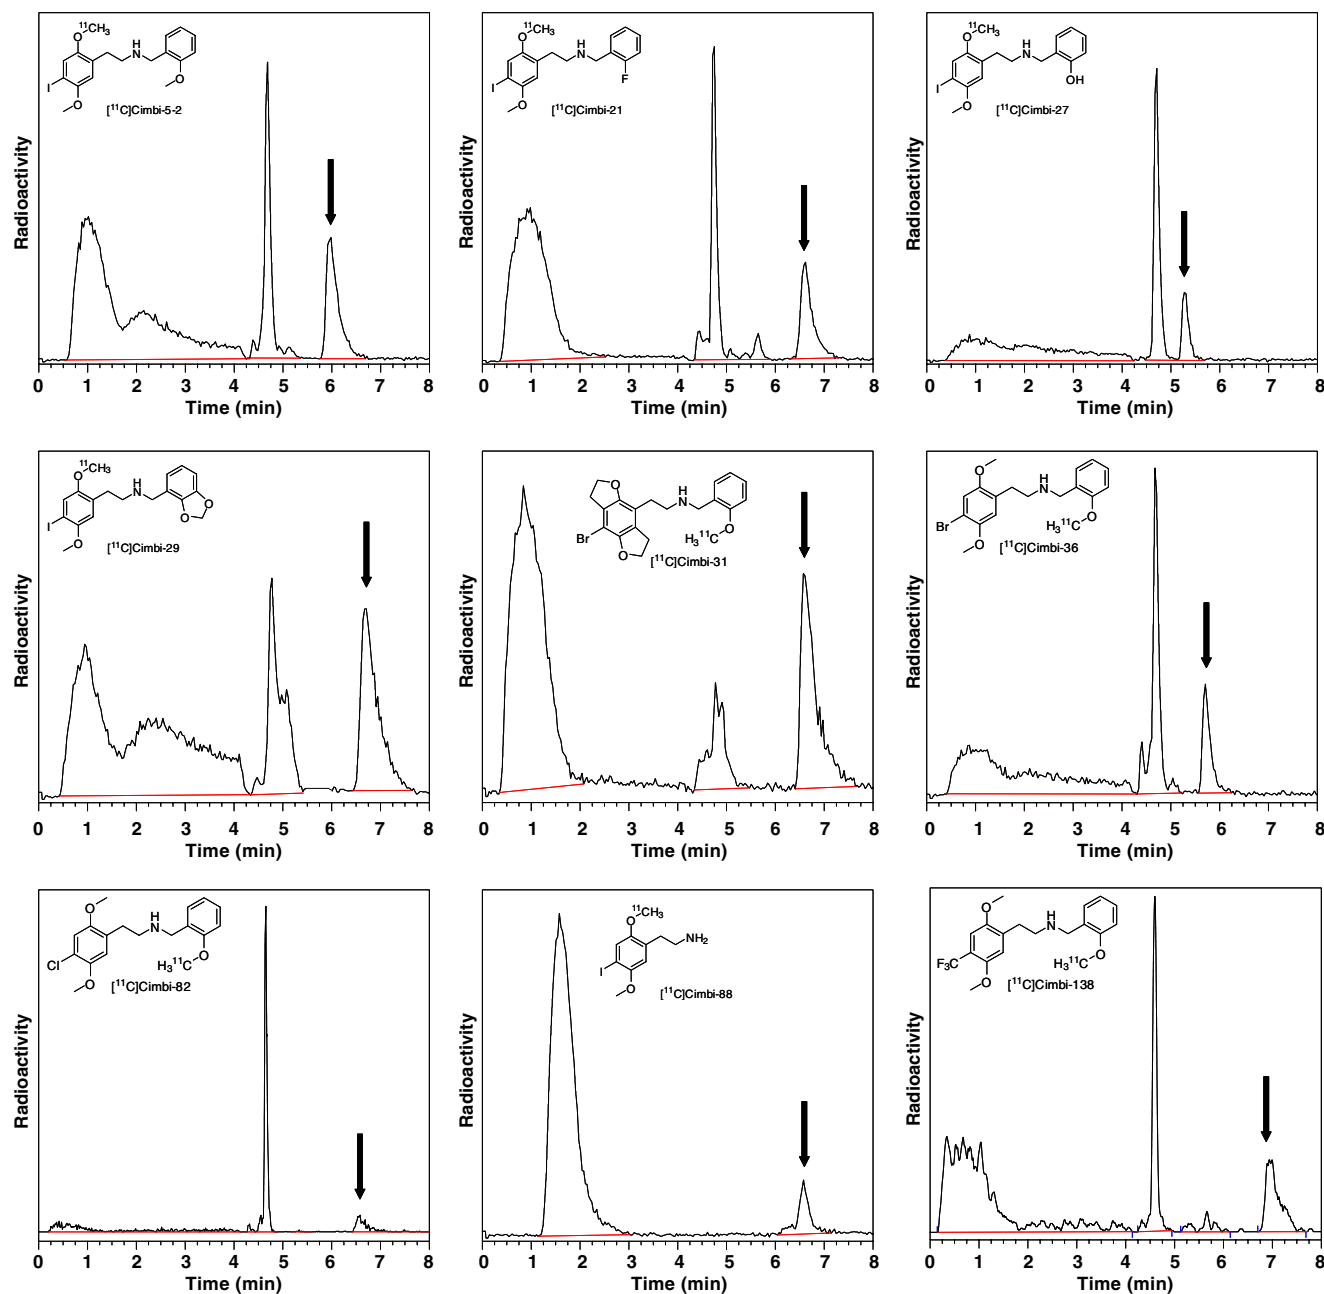 Radioactivity
¹¹CH₃
O
H
N
I
O
O
[¹¹C]Cimbi-5-2
0 1 2 3 4 5 6 7 8
Time (min)
Radioactivity
¹¹CH₃
O
H
N
I
O
F
[¹¹C]Cimbi-21
0 1 2 3 4 5 6 7 8
Time (min)
Radioactivity
¹¹CH₃
O
H
N
I
O
OH
[¹¹C]Cimbi-27
0 1 2 3 4 5 6 7 8
Time (min)
Radioactivity
¹¹CH₃
O
H
N
I
O
O
O
[¹¹C]Cimbi-29
0 1 2 3 4 5 6 7 8
Time (min)
Radioactivity
O
H
N
Br
H₃¹¹C
O
O
[¹¹C]Cimbi-31
0 1 2 3 4 5 6 7 8
Time (min)
Radioactivity
O
H
N
Br
H₃¹¹C
O
O
[¹¹C]Cimbi-36
0 1 2 3 4 5 6 7 8
Time (min)
Radioactivity
O
H
N
Cl
H₃¹¹C
O
O
[¹¹C]Cimbi-82
0 1 2 3 4 5 6 7 8
Time (min)
Radioactivity
¹¹CH₃
O
NH₂
I
O
[¹¹C]Cimbi-88
0 1 2 3 4 5 6 7 8
Time (min)
Radioactivity
O
H
N
F₃C
H₃¹¹C
O
O
[¹¹C]Cimbi-138
0 1 2 3 4 5 6 7 8
Time (min)